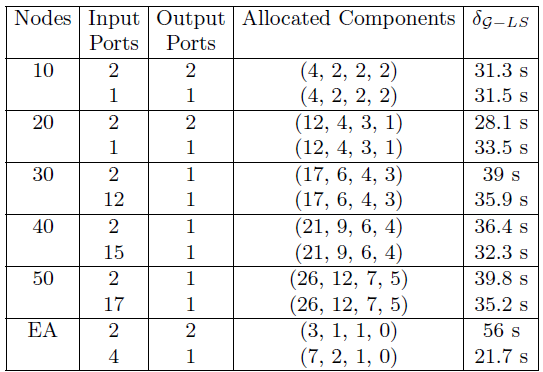 Nodes Input Ports Output Ports Allocated Components δ𝒢−LS
10 2 2 (4, 2, 2, 2) 31.3 s
1 1 (4, 2, 2, 2) 31.5 s
20 2 2 (12, 4, 3, 1) 28.1 s
1 1 (12, 4, 3, 1) 33.5 s
30 2 1 (17, 6, 4, 3) 39 s
12 1 (17, 6, 4, 3) 35.9 s
40 2 1 (21, 9, 6, 4) 36.4 s
15 1 (21, 9, 6, 4) 32.3 s
50 2 1 (26, 12, 7, 5) 39.8 s
17 1 (26, 12, 7, 5) 35.2 s
EA 2 2 (3, 1, 1, 0) 56 s
4 1 (7, 2, 1, 0) 21.7 s